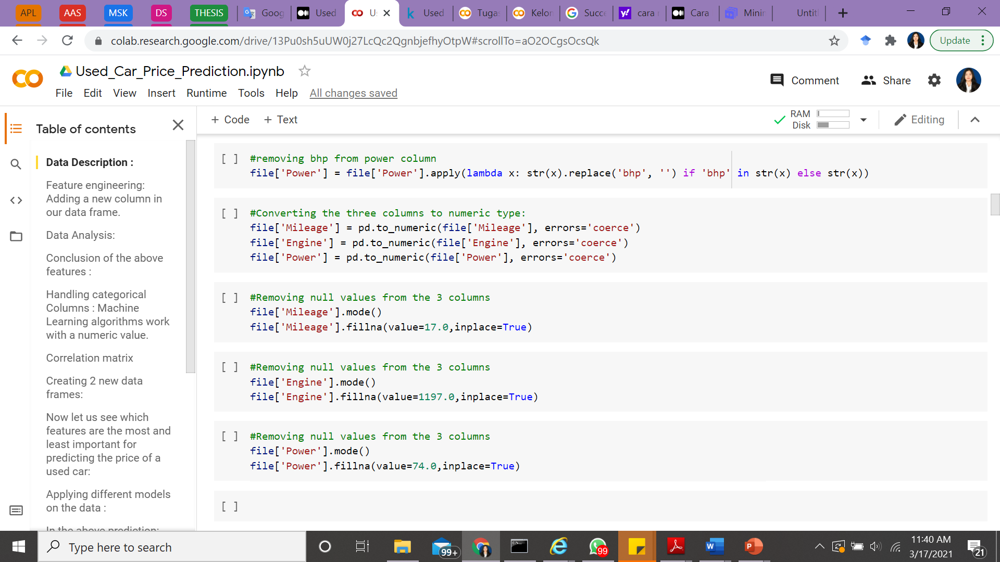 APL AAS MSK DS THESIS Goog Used U Used Tuga Kelon Succe cara Cara Minin Untitl
colab.research.google.com/drive/13Pu0sh5uUW0j27LcQc2QgnbjefhyOtpW#scrollTo=aO2OCgsOcsQk
Update
Used_Car_Price_Prediction.ipynb
Comment
Share
File Edit View Insert Runtime Tools Help All changes saved
Table of contents
+ Code + Text
RAM
Disk
Editing
Data Description :
Feature engineering:
Adding a new column in
our data frame.
Data Analysis:
Conclusion of the above
features :
Handling categorical
Columns : Machine
Learning algorithms work
with a numeric value.
Correlation matrix
Creating 2 new data
frames:
Now let us see which
features are the most and
least important for
predicting the price of a
used car:
Applying different models
on the data :
In the above prediction:
[ ] #removing bhp from power column
file['Power'] = file['Power'].apply(lambda x: str(x).replace('bhp', '') if 'bhp' in str(x) else str(x))
[ ] #Converting the three columns to numeric type:
file['Mileage'] = pd.to_numeric(file['Mileage'], errors='coerce')
file['Engine'] = pd.to_numeric(file['Engine'], errors='coerce')
file['Power'] = pd.to_numeric(file['Power'], errors='coerce')
[ ] #Removing null values from the 3 columns
file['Mileage'].mode()
file['Mileage'].fillna(value=17.0,inplace=True)
[ ] #Removing null values from the 3 columns
file['Engine'].mode()
file['Engine'].fillna(value=1197.0,inplace=True)
[ ] #Removing null values from the 3 columns
file['Power'].mode()
file['Power'].fillna(value=74.0,inplace=True)
[ ]
Type here to search
99+
99
11:40 AM
3/17/2021
21